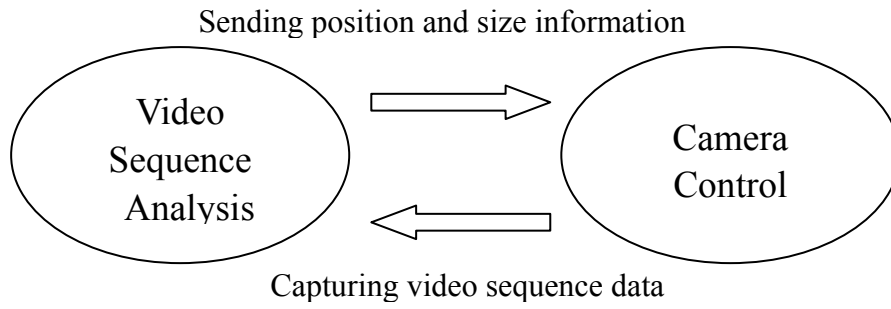 Sending position and size information
Video
Sequence
Analysis
Camera
Control
Capturing video sequence data